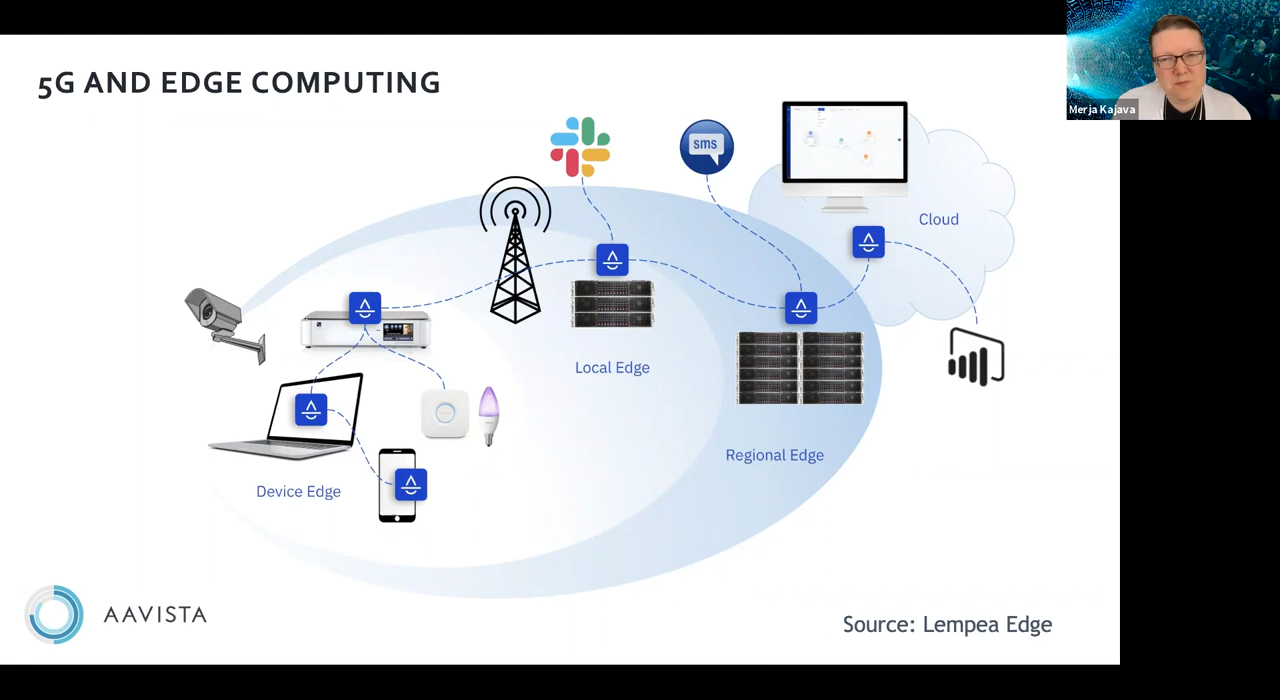 5G AND EDGE COMPUTING
Merja Kajava
sms
Cloud
Local Edge
Regional Edge
Device Edge
AAVISTA
Source: Lempea Edge